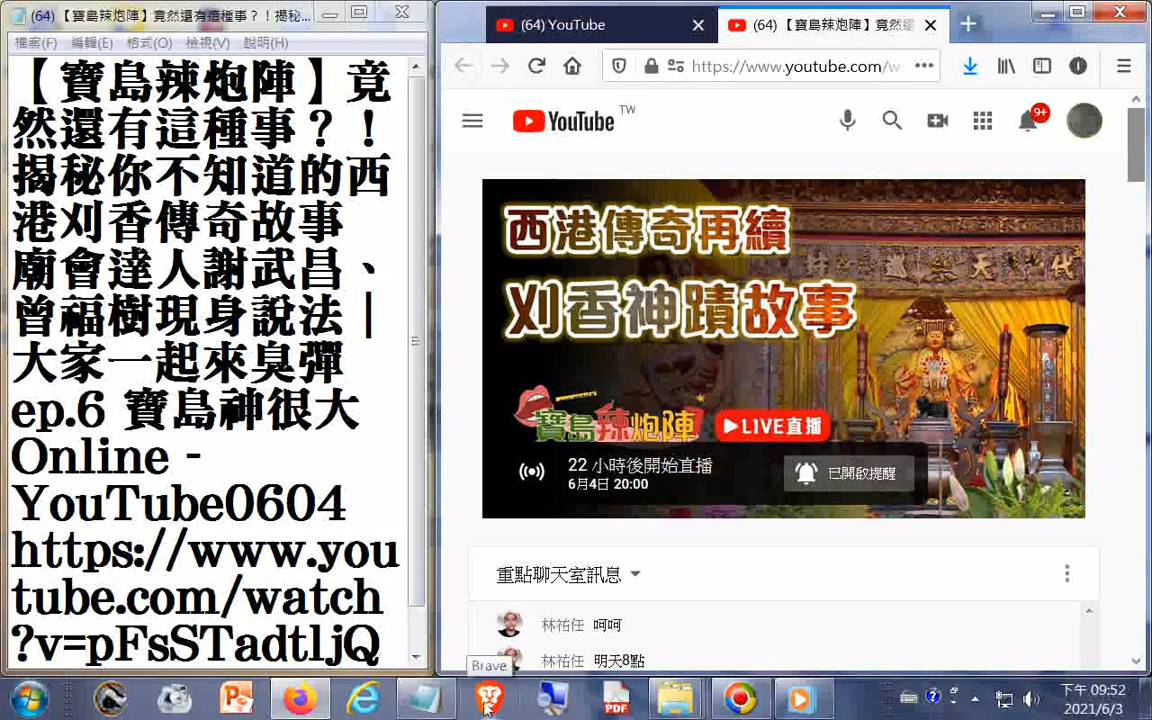 (64) 【寶島辣炮陣】竟然還有這種事？！揭秘...
檔案(F) 編輯(E) 格式(O) 檢視(V) 說明(H)
【寶島辣炮陣】竟
然還有這種事？！
揭秘你不知道的西
港刈香傳奇故事
廟會達人謝武昌、
曾福樹現身說法｜
大家一起來臭彈
ep.6 寶島神很大
Online -
YouTube0604
https://www.you
tube.com/watch
?v=pFsSTadtljQ
(64) YouTube
(64) 【寶島辣炮陣】竟然還
https://www.youtube.com/w
YouTube TW
9+
西港傳奇再續
刈香神蹟故事
寶島辣炮陣
LIVE直播
22 小時後開始直播
6月4日 20:00
已開啟提醒
重點聊天室訊息
林祐任 呵呵
林祐任 明天8點
Brave
PDF
下午 09:52
2021/6/3